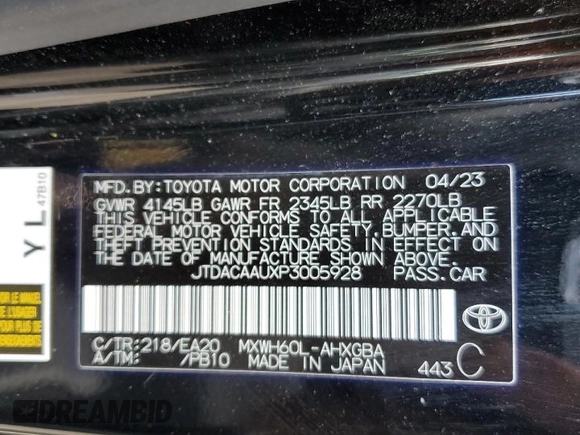 MFD.BY:TOYOTA MOTOR CORPORATION 04/23
GVWR 4145LB GAWR FR 2345LB RR 2270LB
THIS VEHICLE CONFORMS TO ALL APPLICABLE
FEDERAL MOTOR VEHICLE SAFETY,BUMPER,AND
THEFT PREVENTION STANDARDS IN EFFECT ON
THE DATE OF MANUFACTURE SHOWN ABOVE.
JTDACAAUXP3005928 PASS.CAR
C/TR:218/EA20 MXWH60L-AHXGBA
A/TM: /PB10 MADE IN JAPAN 443 C
YL
47B10
DREAMBID